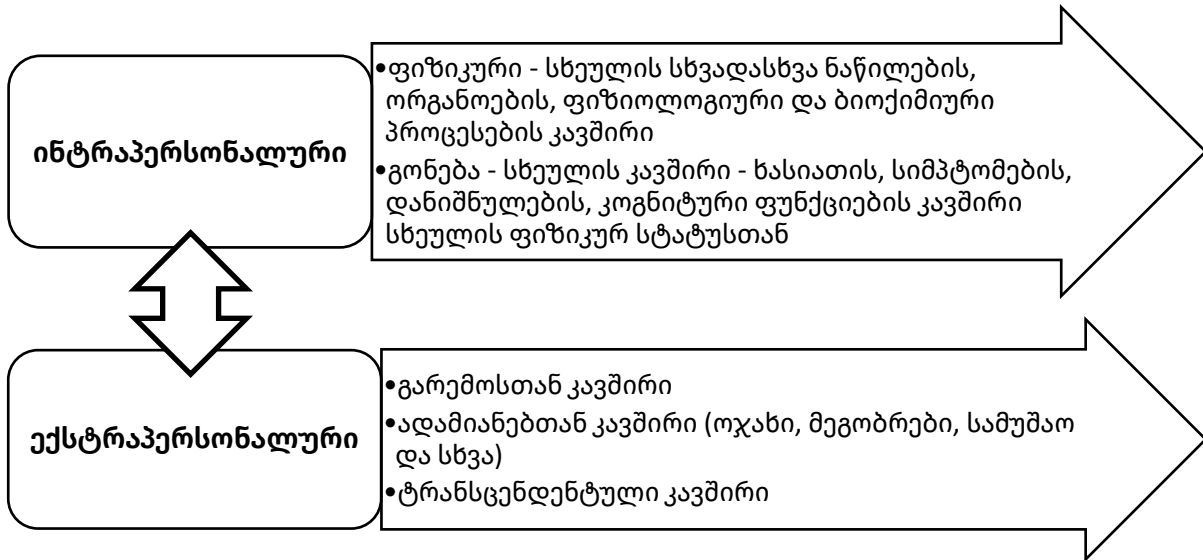 ინტრაპერსონალური
•ფიზიკური - სხეულის სხვადასხვა ნაწილების,
ორგანოების, ფიზიოლოგიური და ბიოქიმიური
პროცესების კავშირი
•გონება - სხეულის კავშირი - ხასიათის, სიმპტომების,
დანიშნულების, კოგნიტური ფუნქციების კავშირი
სხეულის ფიზიკურ სტატუსთან
ექსტრაპერსონალური
•გარემოსთან კავშირი
•ადამიანებთან კავშირი (ოჯახი, მეგობრები, სამუშაო
და სხვა)
•ტრანსცენდენტული კავშირი